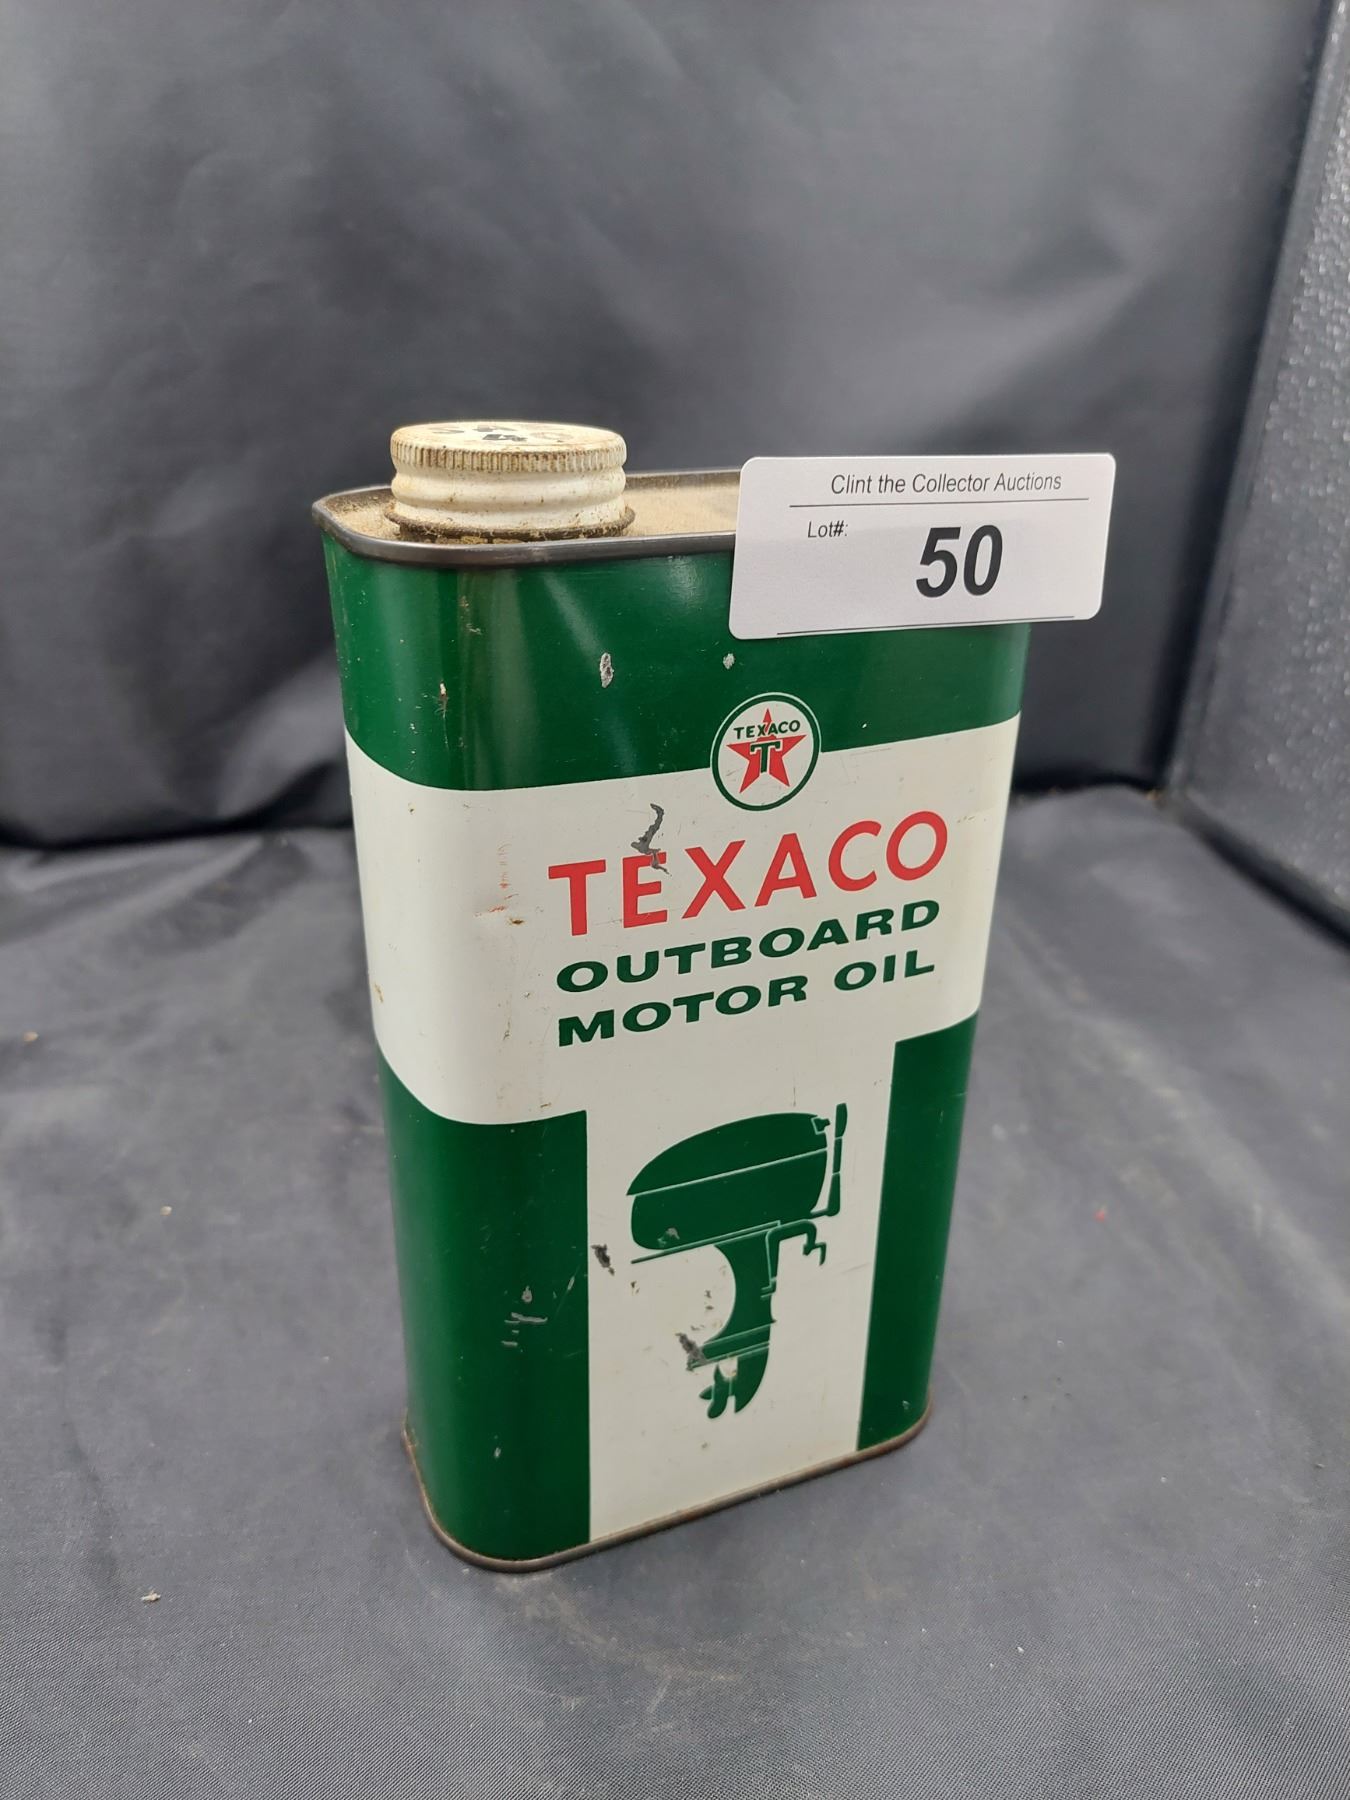 Clint the Collector Auctions
Lot#:
50
TEXACO
T
TEXACO
OUTBOARD
MOTOR OIL